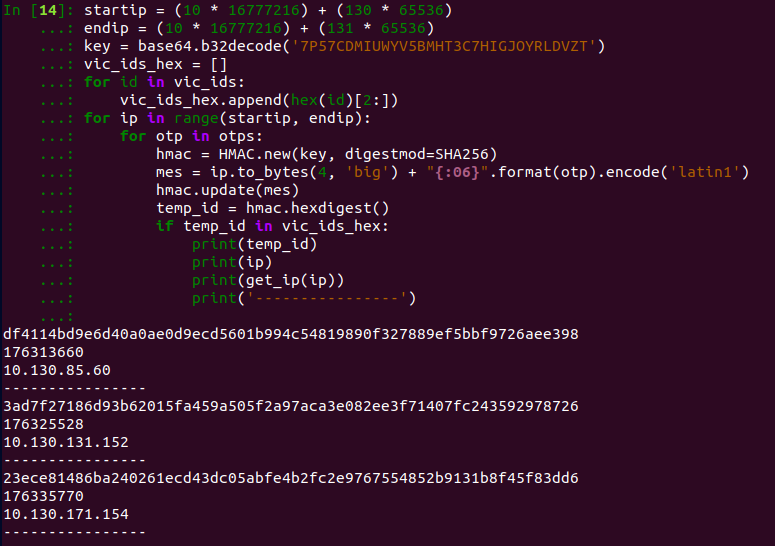 In [14]: startip = (10 * 16777216) + (130 * 65536)
    ...: endip = (10 * 16777216) + (131 * 65536)
    ...: key = base64.b32decode('7P57CDMIUWYV5BMHT3C7HIGJOYRLDVZT')
    ...: vic_ids_hex = []
    ...: for id in vic_ids:
    ...:     vic_ids_hex.append(hex(id)[2:])
    ...: for ip in range(startip, endip):
    ...:     for otp in otps:
    ...:         hmac = HMAC.new(key, digestmod=SHA256)
    ...:         mes = ip.to_bytes(4, 'big') + "{:06}".format(otp).encode('latin1')
    ...:         hmac.update(mes)
    ...:         temp_id = hmac.hexdigest()
    ...:         if temp_id in vic_ids_hex:
    ...:             print(temp_id)
    ...:             print(ip)
    ...:             print(get_ip(ip))
    ...:             print('----------------')
    ...:
df4114bd9e6d40a0ae0d9ecd5601b994c54819890f327889ef5bbf9726aee398
176313660
10.130.85.60
----------------
3ad7f27186d93b62015fa459a505f2a97aca3e082ee3f71407fc243592978726
176325528
10.130.131.152
----------------
23ece81486ba240261ecd43dc05abfe4b2fc2e9767554852b9131b8f45f83dd6
176335770
10.130.171.154
----------------